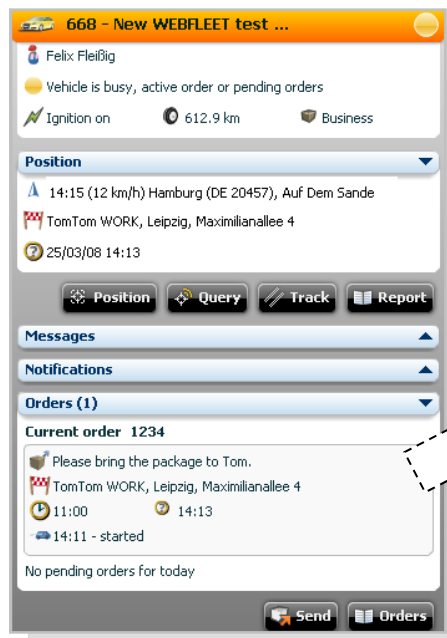 668 - New WEBFLEET test ...
Felix Fleißig
Vehicle is busy, active order or pending orders
Ignition on 612.9 km Business
Position
14:15 (12 km/h) Hamburg (DE 20457), Auf Dem Sande
TomTom WORK, Leipzig, Maximilianallee 4
25/03/08 14:13
Position Query Track Report
Messages
Notifications
Orders (1)
Current order 1234
Please bring the package to Tom.
TomTom WORK, Leipzig, Maximilianallee 4
11:00 14:13
14:11 - started
No pending orders for today
Send Orders